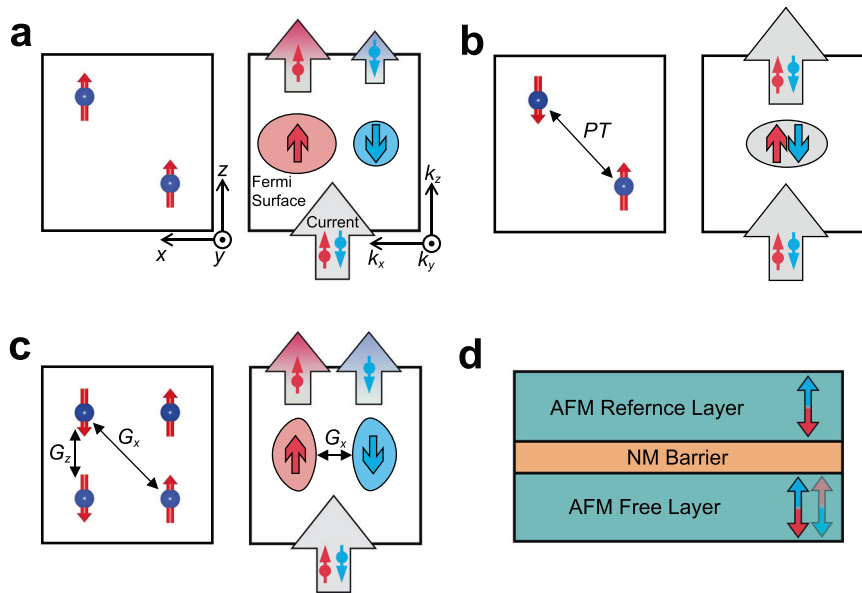 a
z
x
y
Fermi
Surface
Current
k_z
k_x
k_y
b
PT
c
G_x
G_z
G_x
d
AFM Refernce Layer
NM Barrier
AFM Free Layer